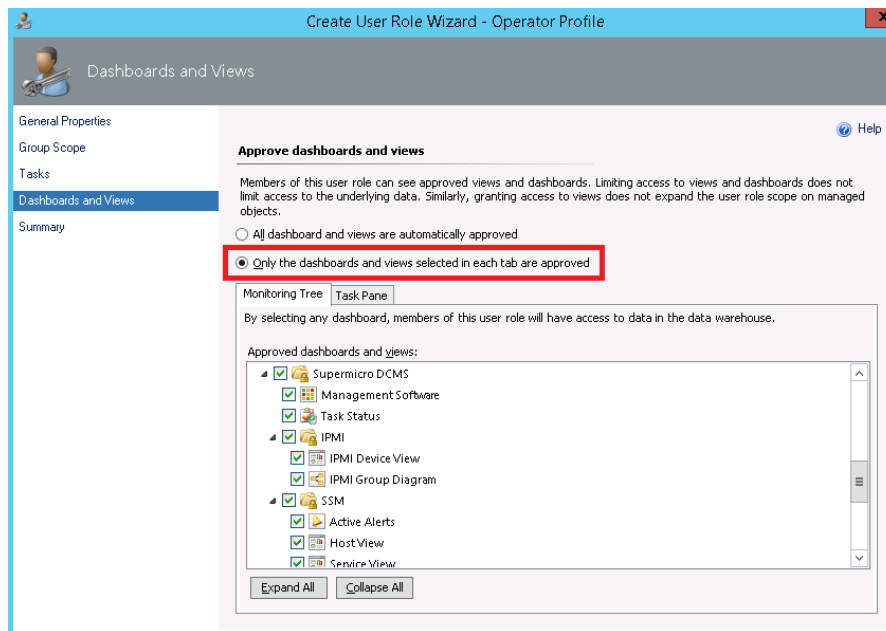 Create User Role Wizard - Operator Profile
X
Dashboards and Views
General Properties
Group Scope
Tasks
Dashboards and Views
Summary
Help
Approve dashboards and views
Members of this user role can see approved views and dashboards. Limiting access to views and dashboards does not
limit access to the underlying data. Similarly, granting access to views does not expand the user role scope on managed
objects.
All dashboard and views are automatically approved
Only the dashboards and views selected in each tab are approved
Monitoring Tree
Task Pane
By selecting any dashboard, members of this user role will have access to data in the data warehouse.
Approved dashboards and views:
Supermicro DCMS
Management Software
Task Status
IPMI
IPMI Device View
IPMI Group Diagram
SSM
Active Alerts
Host View
Service View
Expand All
Collapse All